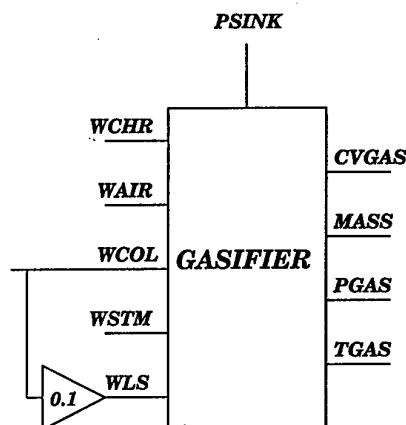 PSINK
WCHR
CVGAS
WAIR
MASS
WCOL
GASIFIER
PGAS
WSTM
TGAS
WLS
0.1